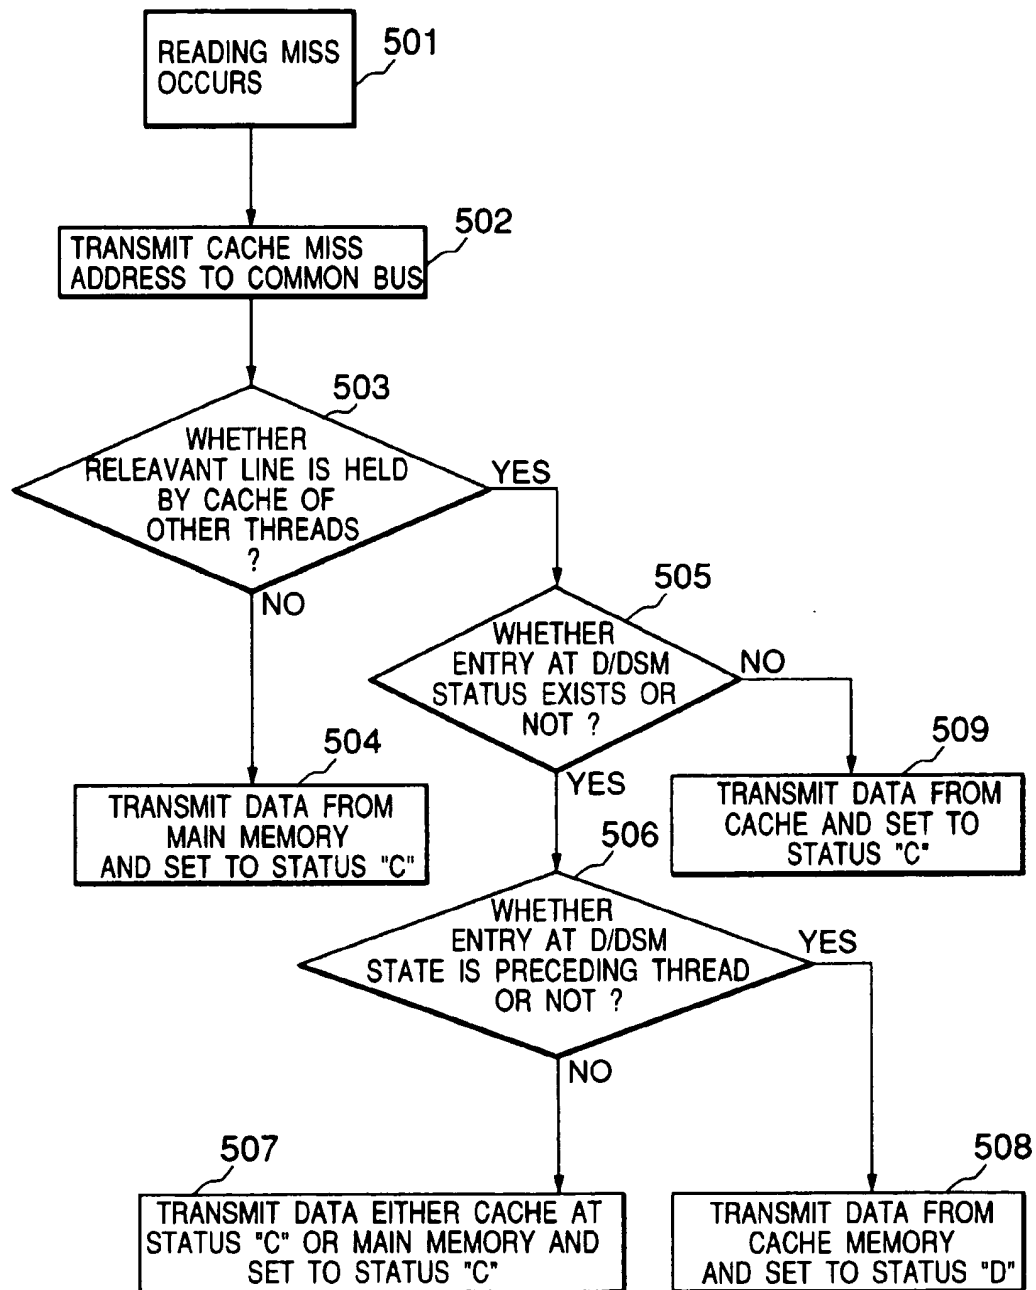 READING MISS
OCCURS
501
502
TRANSMIT CACHE MISS
ADDRESS TO COMMON BUS
503
WHETHER
RELEAVANT LINE IS HELD
BY CACHE OF
OTHER THREADS
?
YES
NO
505
WHETHER
ENTRY AT D/DSM
STATUS EXISTS OR
NOT ?
NO
YES
504
TRANSMIT DATA FROM
MAIN MEMORY
AND SET TO STATUS "C"
509
TRANSMIT DATA FROM
CACHE AND SET TO
STATUS "C"
506
WHETHER
ENTRY AT D/DSM
STATE IS PRECEDING THREAD
OR NOT ?
YES
NO
507
TRANSMIT DATA EITHER CACHE AT
STATUS "C" OR MAIN MEMORY AND
SET TO STATUS "C"
508
TRANSMIT DATA FROM
CACHE MEMORY
AND SET TO STATUS "D"